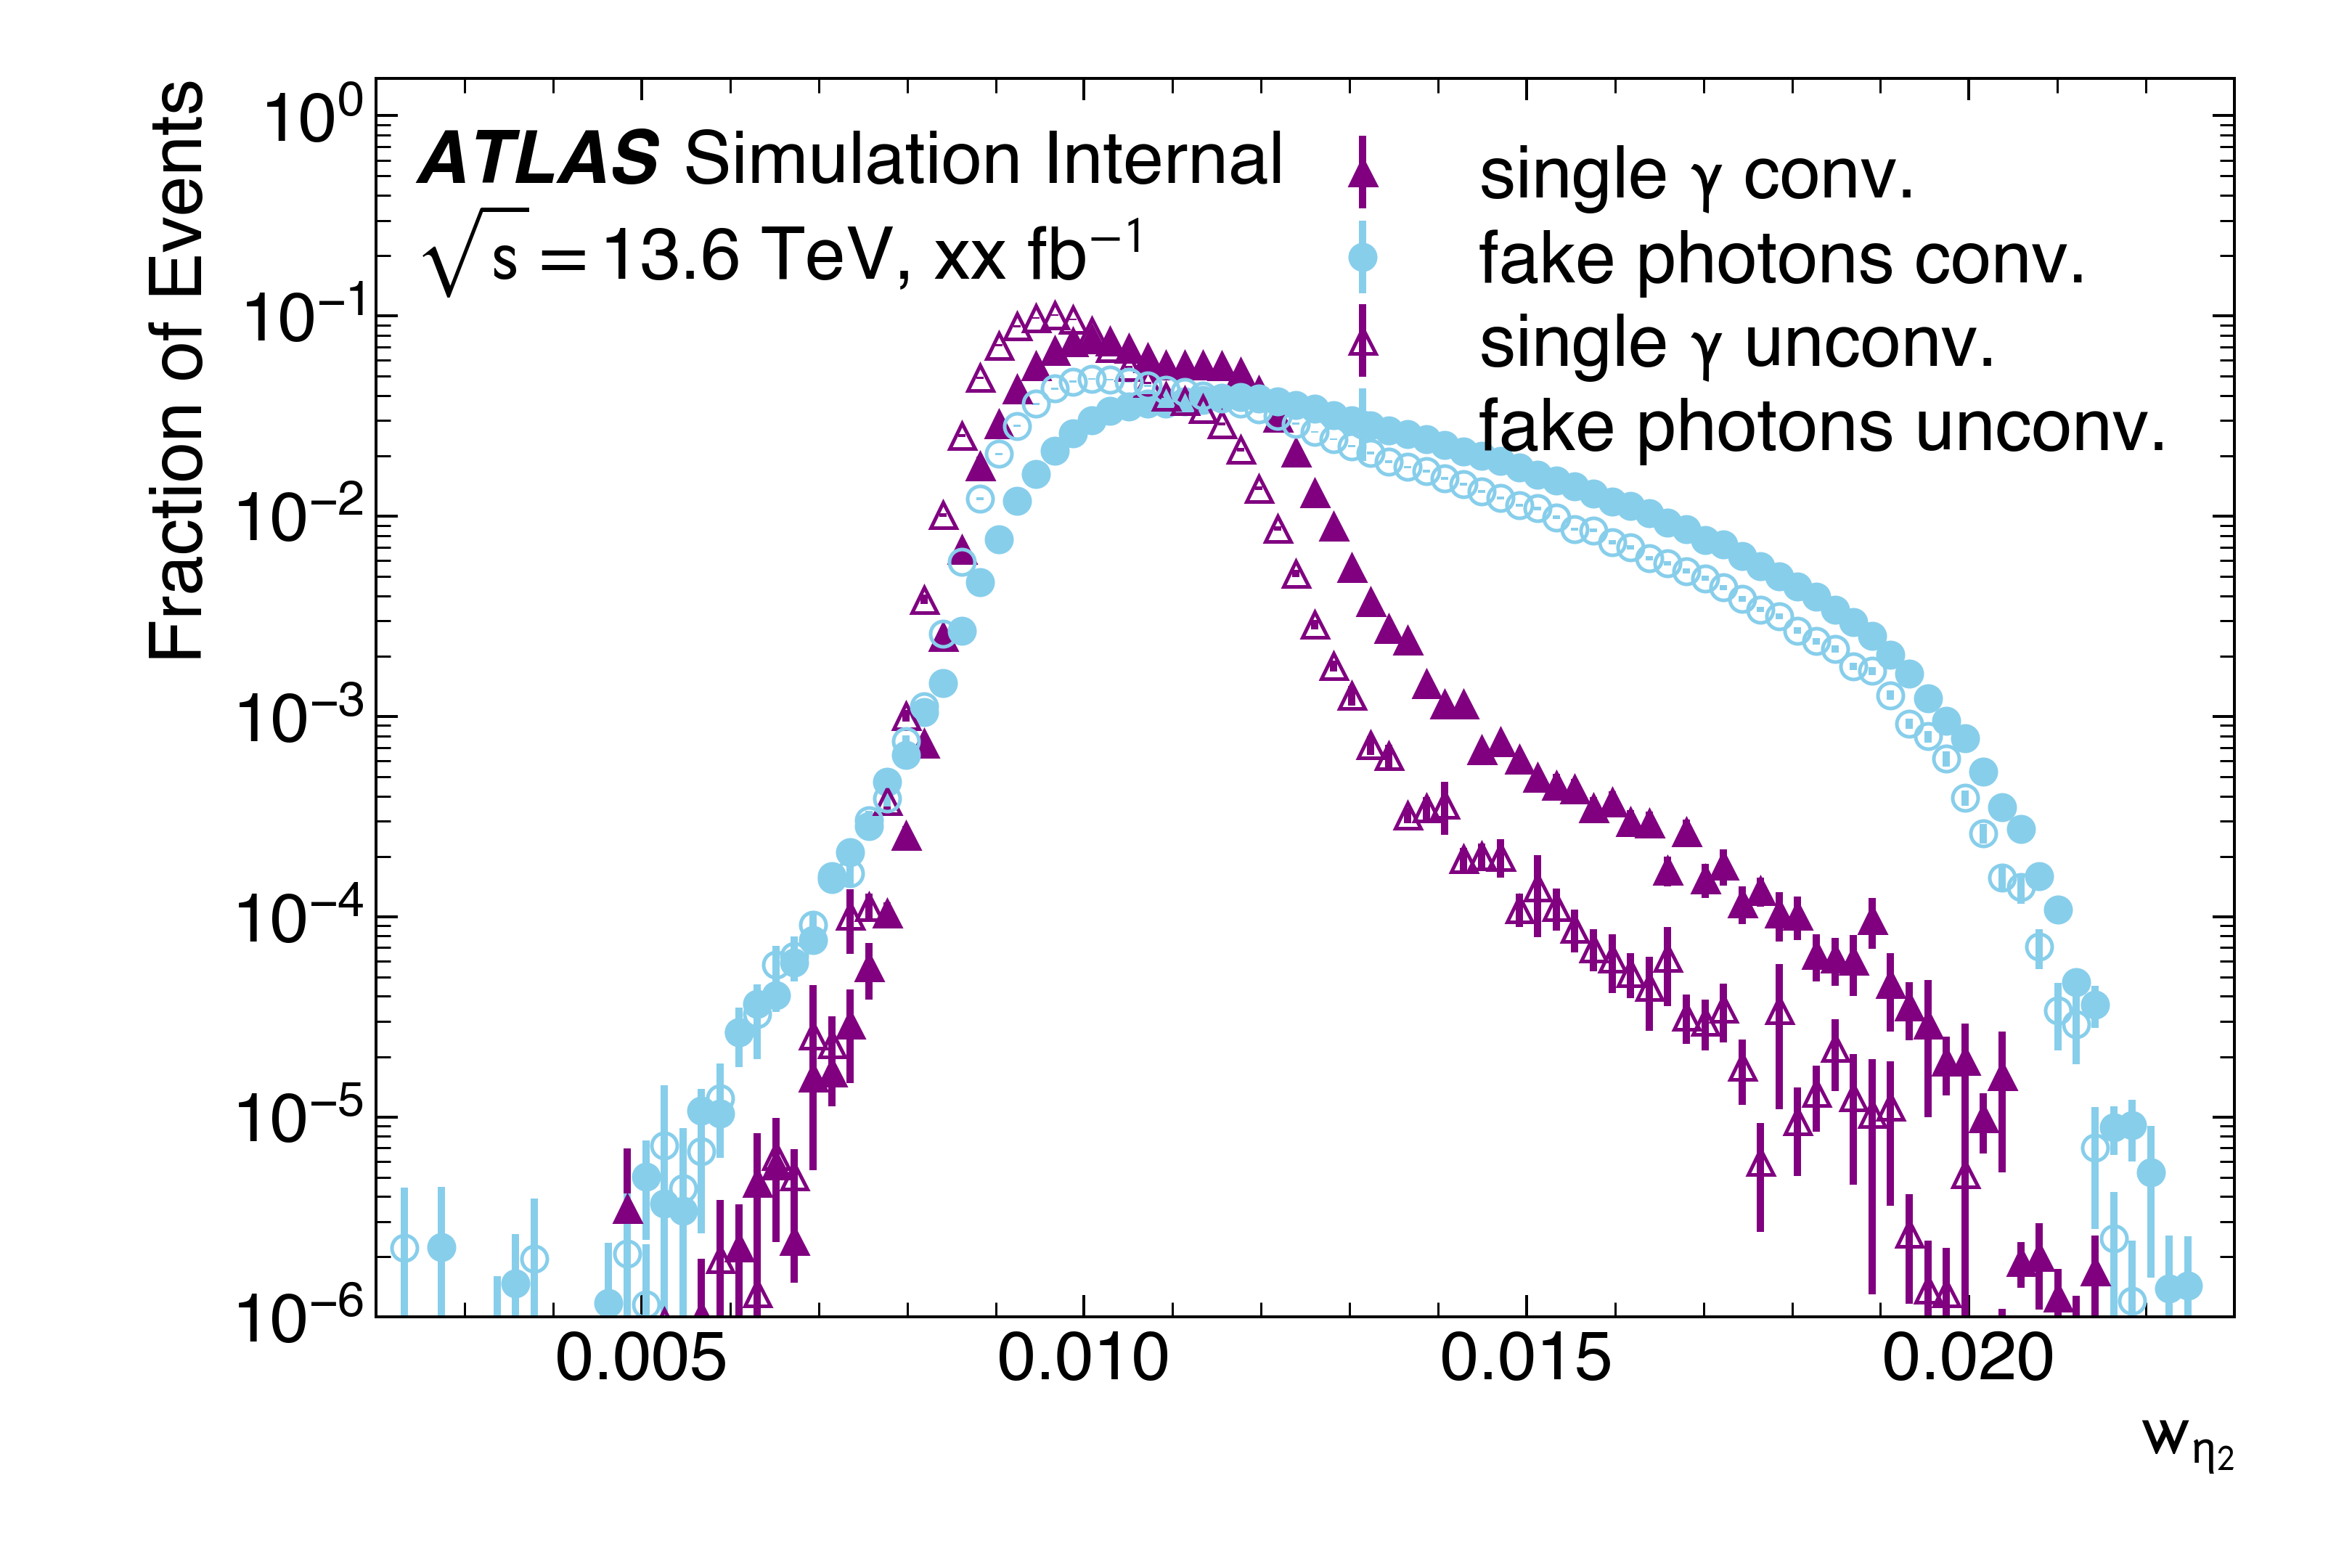 Fraction of Events
10⁰
10⁻¹
10⁻²
10⁻³
10⁻⁴
10⁻⁵
10⁻⁶
ATLAS Simulation Internal
√s = 13.6 TeV, xx fb⁻¹
single γ conv.
fake photons conv.
single γ unconv.
fake photons unconv.
0.005 0.010 0.015 0.020
w_η₂